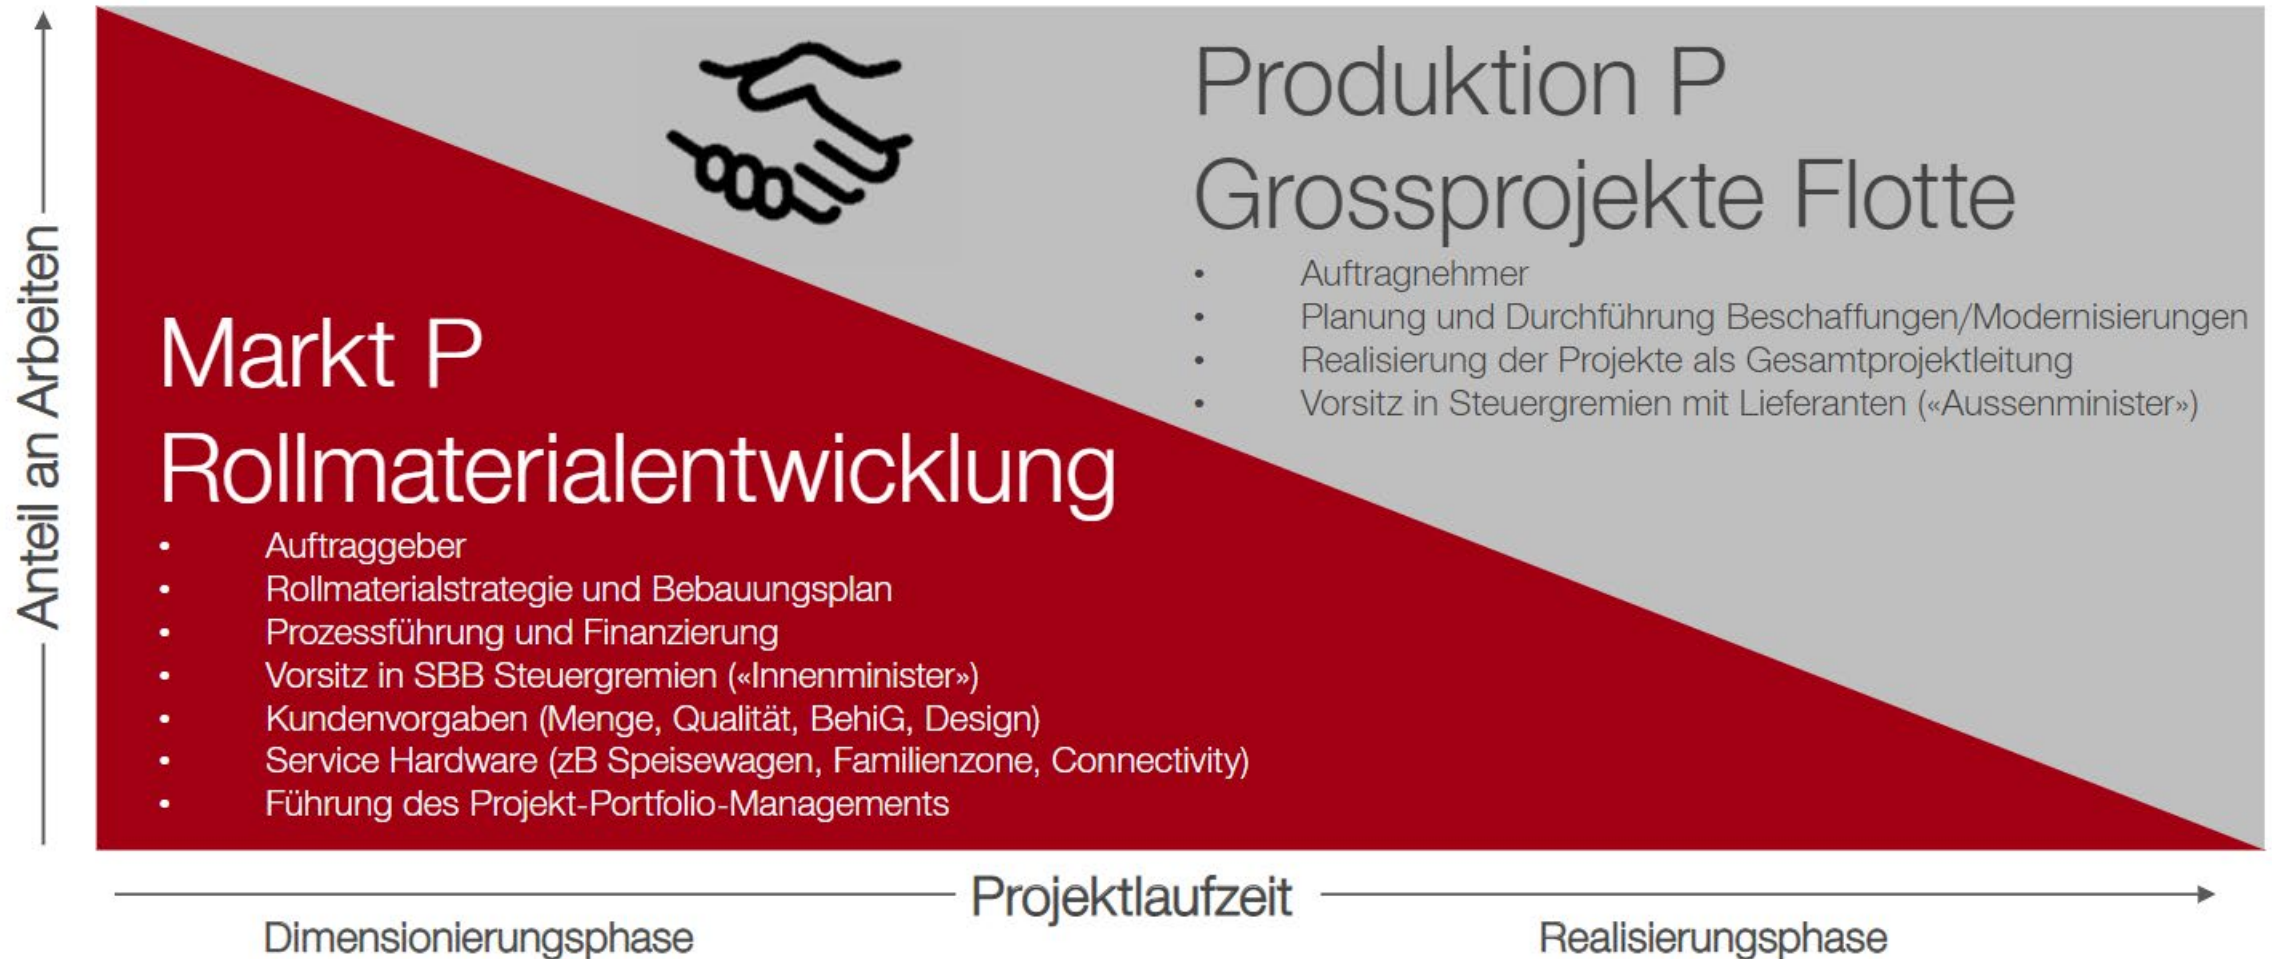 Anteil an Arbeiten
Markt P
Rollmaterialentwicklung
• Auftraggeber
• Rollmaterialstrategie und Bebauungsplan
• Prozessführung und Finanzierung
• Vorsitz in SBB Steuergremien («Innenminister»)
• Kundenvorgaben (Menge, Qualität, BehiG, Design)
• Service Hardware (zB Speisewagen, Familienzone, Connectivity)
• Führung des Projekt-Portfolio-Managements
Produktion P
Grossprojekte Flotte
• Auftragnehmer
• Planung und Durchführung Beschaffungen/Modernisierungen
• Realisierung der Projekte als Gesamtprojektleitung
• Vorsitz in Steuergremien mit Lieferanten («Aussenminister»)
Projektlaufzeit
Dimensionierungsphase
Realisierungsphase